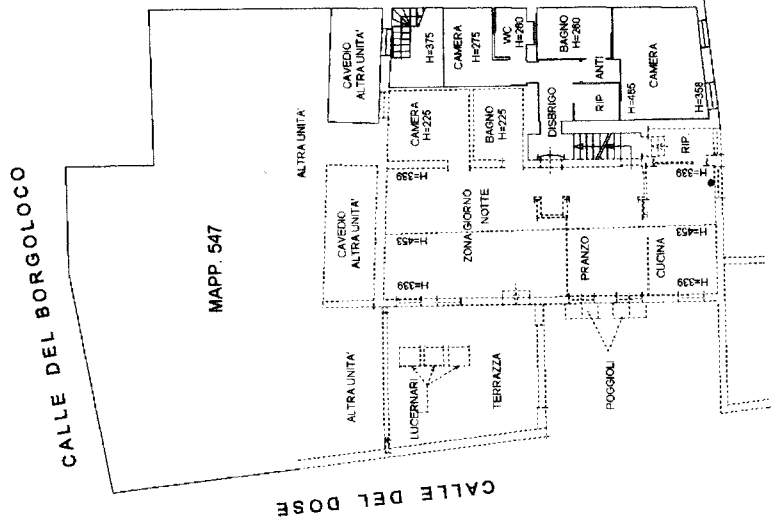 CALLE DEL BORGOLOCO
CALLE DEL DOSE
MAPP. 547
ALTRA UNITA'
ALTRA UNITA'
CAVEDIO
ALTRA UNITA'
CAVEDIO
ALTRA UNITA'
H=375
CAMERA
H=275
WC
H=260
BAGNO
H=260
CAMERA
H=225
BAGNO
H=225
DISBRIGO
RIP
ANTI
CAMERA
H=485
H=358
RIP.
H=339
H=453
H=339
ZONA GIORNO
NOTTE
PRANZO
CUCINA
H=339
H=453
H=339
LUCERNARI
TERRAZZA
POGGIOLI